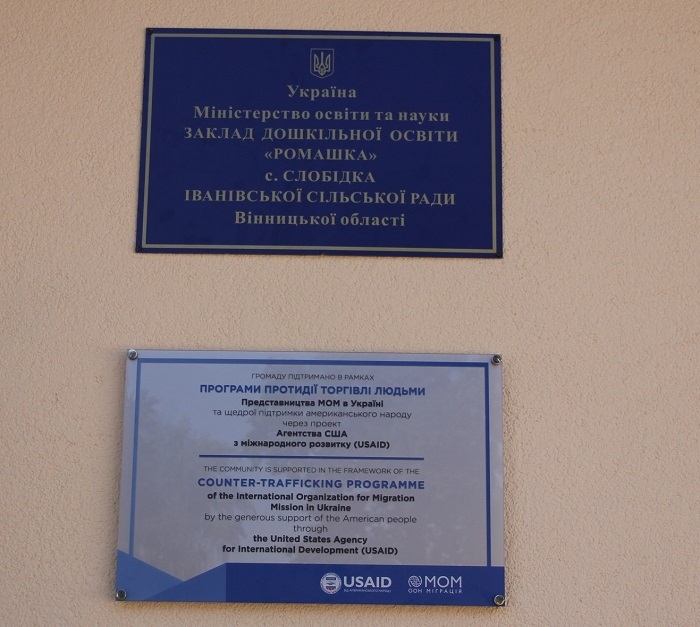 Україна
Міністерство освіти та науки
ЗАКЛАД ДОШКІЛЬНОЇ ОСВІТИ
«РОМАШКА»
с. СЛОБІДКА
ІВАНІВСЬКОЇ СІЛЬСЬКОЇ РАДИ
Вінницької області
ГРОМАДУ ПІДТРИМАНО В РАМКАХ
ПРОГРАМИ ПРОТИДІЇ ТОРГІВЛІ ЛЮДЬМИ
Представництва МОМ в Україні
та щедрої підтримки американського народу
через проект
Агентства США
з міжнародного розвитку (USAID)
THE COMMUNITY IS SUPPORTED IN THE FRAMEWORK OF THE
COUNTER-TRAFFICKING PROGRAMME
of the International Organization for Migration
Mission in Ukraine
by the generous support of the American people
through
the United States Agency
for International Development (USAID)
USAID
ВІД АМЕРИКАНСЬКОГО НАРОДУ
МОМ
ООН МІГРАЦІЯ